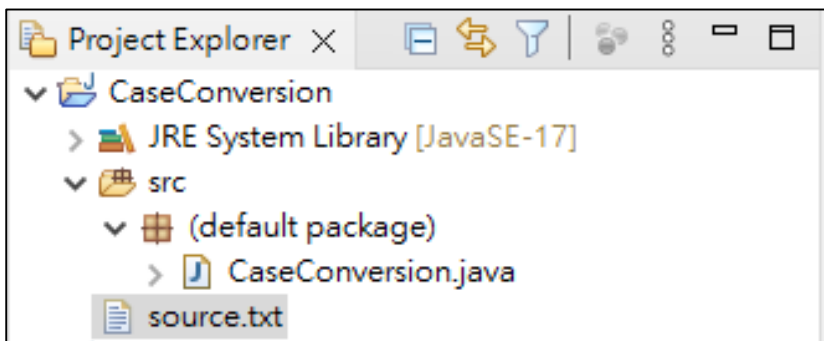 Project Explorer
CaseConversion
JRE System Library [JavaSE-17]
src
(default package)
CaseConversion.java
source.txt